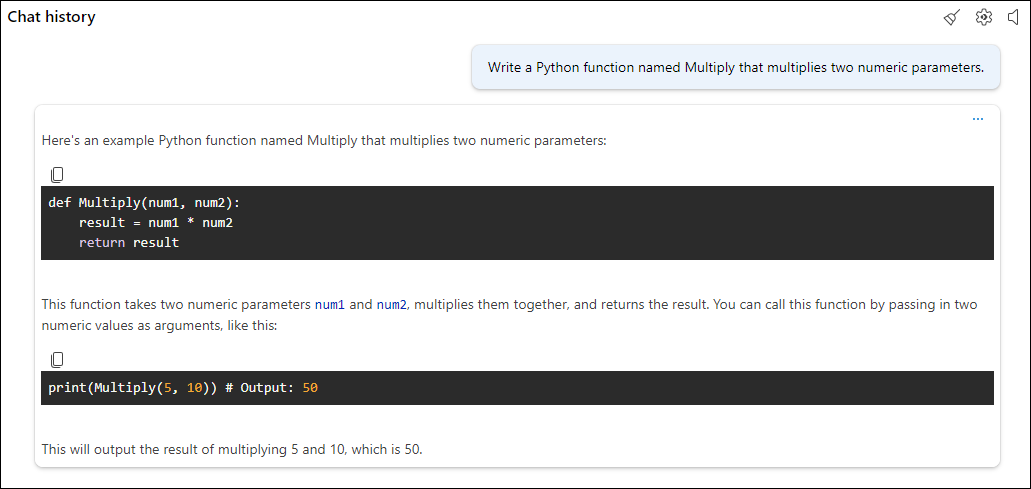 Chat history
Write a Python function named Multiply that multiplies two numeric parameters.
Here's an example Python function named Multiply that multiplies two numeric parameters:
def Multiply(num1, num2):
    result = num1 * num2
    return result
This function takes two numeric parameters num1 and num2, multiplies them together, and returns the result. You can call this function by passing in two
numeric values as arguments, like this:
print(Multiply(5, 10)) # Output: 50
This will output the result of multiplying 5 and 10, which is 50.